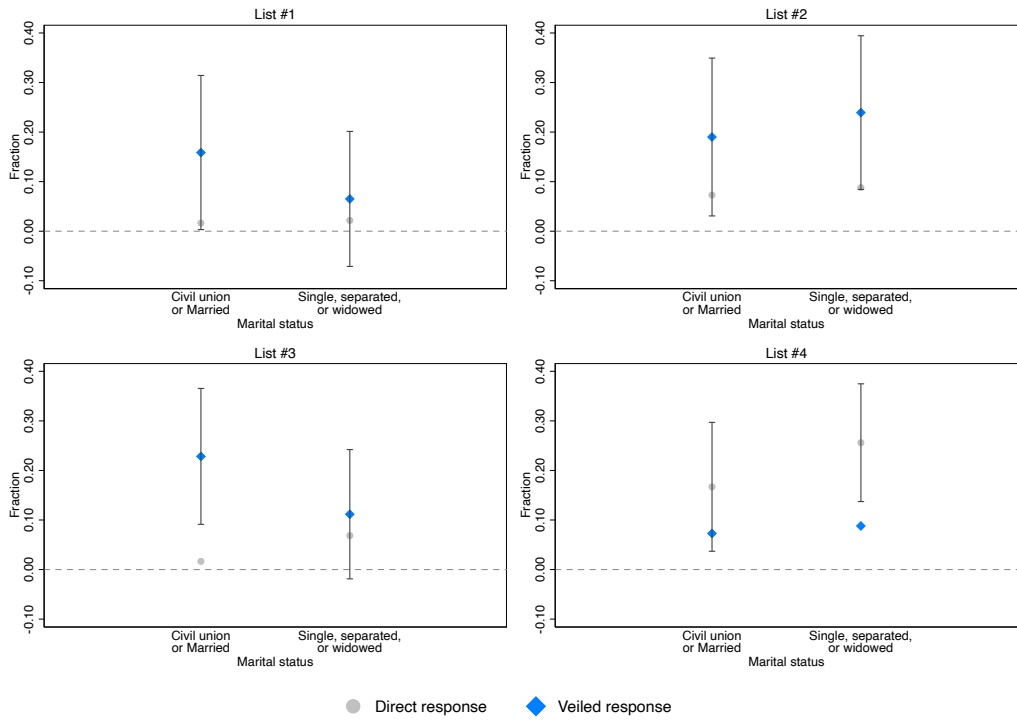 List #1
0.40
0.30
0.20
0.10
0.00
-0.10
Fraction
Civil union
or Married
Single, separated,
or widowed
Marital status
List #2
0.40
0.30
0.20
0.10
0.00
-0.10
Fraction
Civil union
or Married
Single, separated,
or widowed
Marital status
List #3
0.40
0.30
0.20
0.10
0.00
-0.10
Fraction
Civil union
or Married
Single, separated,
or widowed
Marital status
List #4
0.40
0.30
0.20
0.10
0.00
-0.10
Fraction
Civil union
or Married
Single, separated,
or widowed
Marital status
Direct response
Veiled response